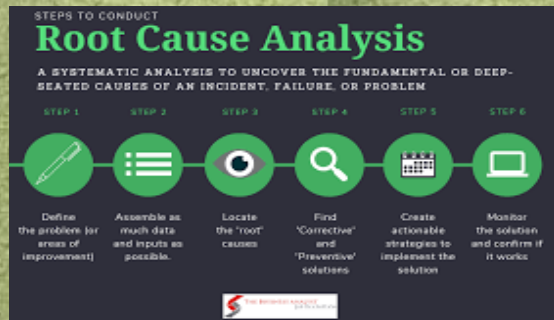 STEPS TO CONDUCT
Root Cause Analysis
A SYSTEMATIC ANALYSIS TO UNCOVER THE FUNDAMENTAL OR DEEP-
SEATED CAUSES OF AN INCIDENT, FAILURE, OR PROBLEM
STEP 1
Define
the problem (or
areas of
improvement)
STEP 2
Assemble as
much data
and inputs as
possible.
STEP 3
Locate
the "root"
causes
STEP 4
Find
"Corrective"
and
"Preventive"
solutions
STEP 5
Create
actionable
strategies to
implement the
solution
STEP 6
Monitor
the solution
and confirm if
it works
THE BUSINESS ANALYST